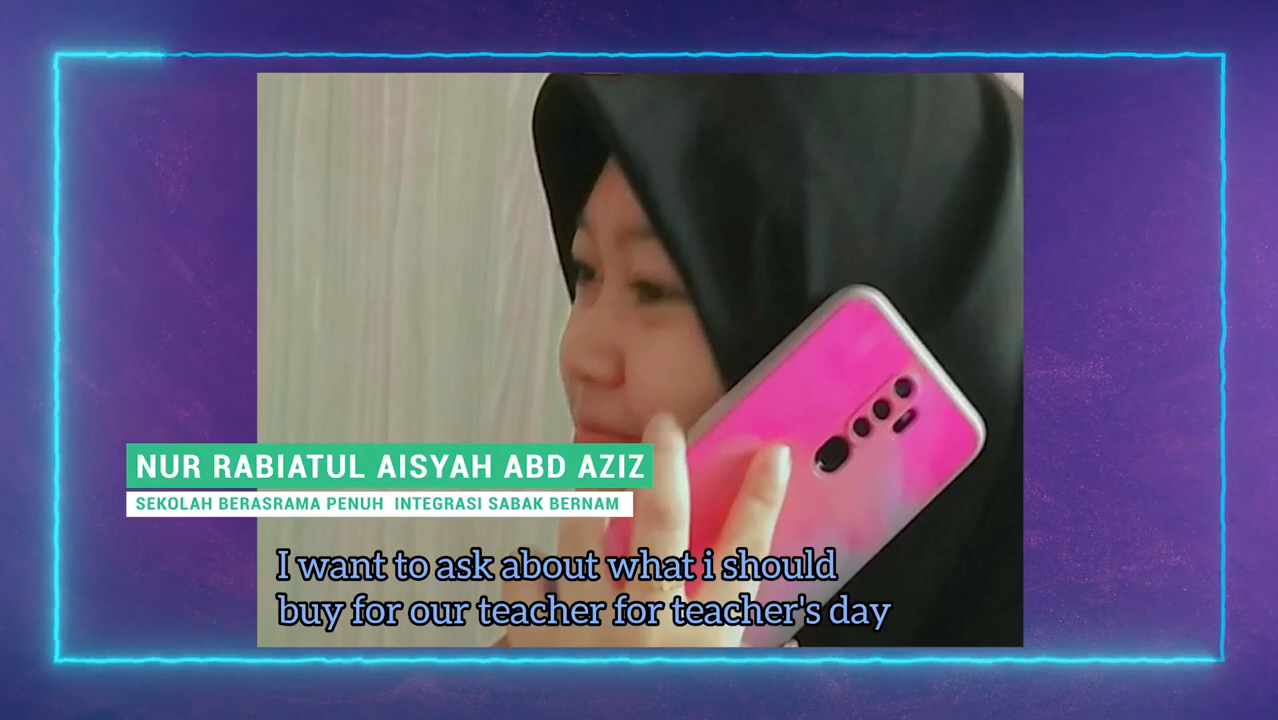 NUR RABIATUL AISYAH ABD AZIZ
SEKOLAH BERASRAMA PENUH INTEGRASI SABAK BERNAM
I want to ask about what i should
buy for our teacher for teacher's day